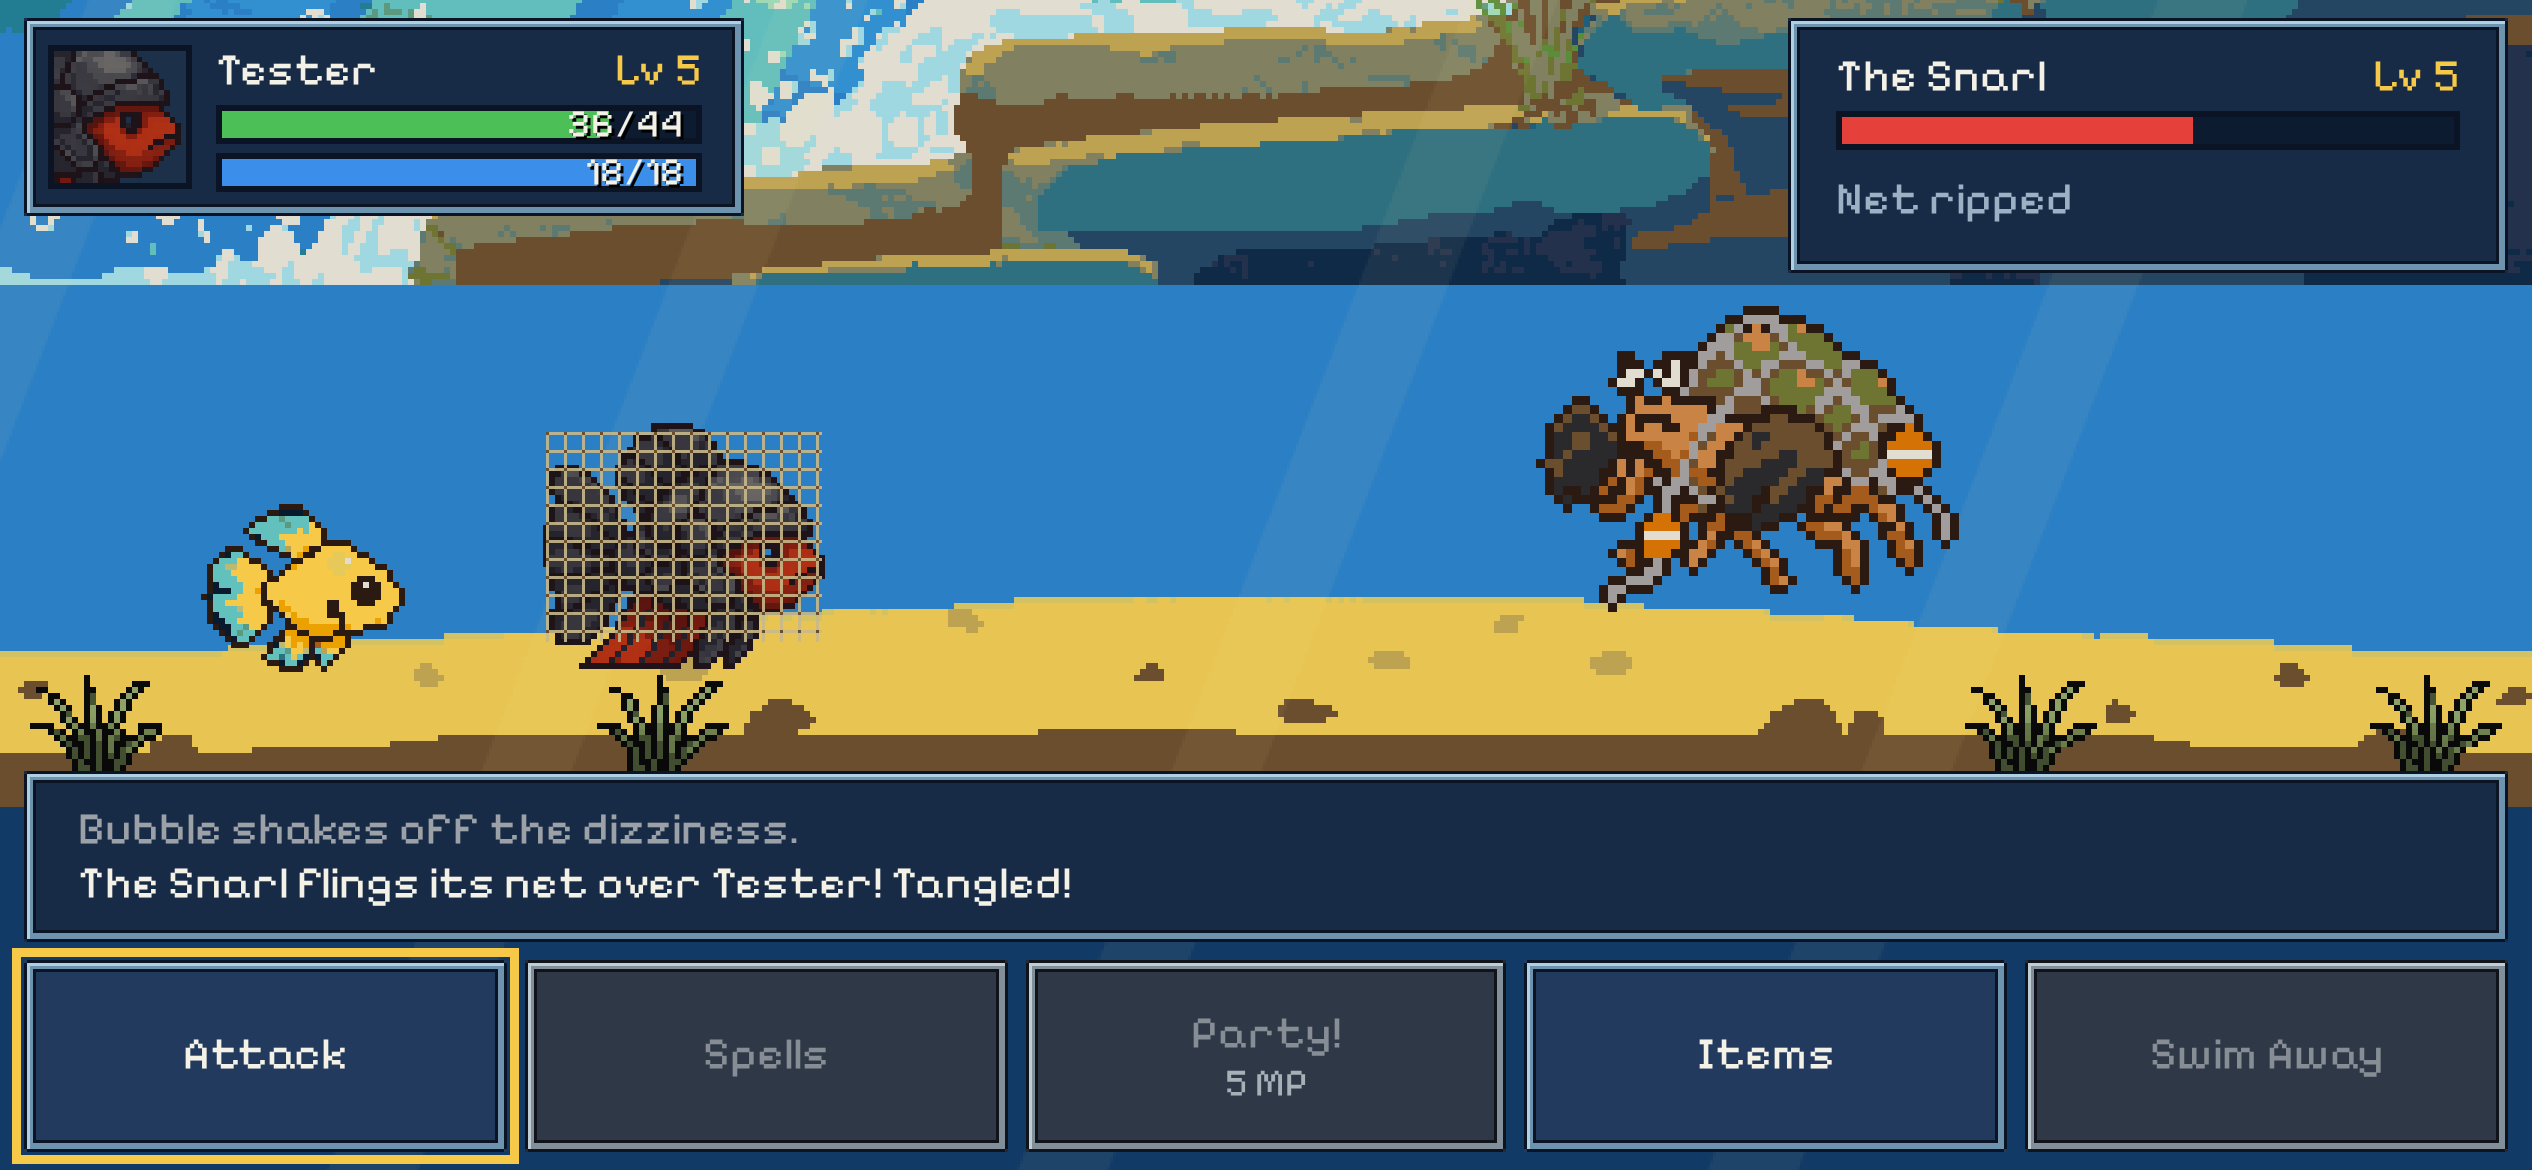 Tester
Lv 5
38/44
18/18
The Snarl
Lv 5
Net ripped
Bubble shakes off the dizziness.
The Snarl flings its net over Tester! Tangled!
Attack
Spells
Party!
5 MP
Items
Swim Away